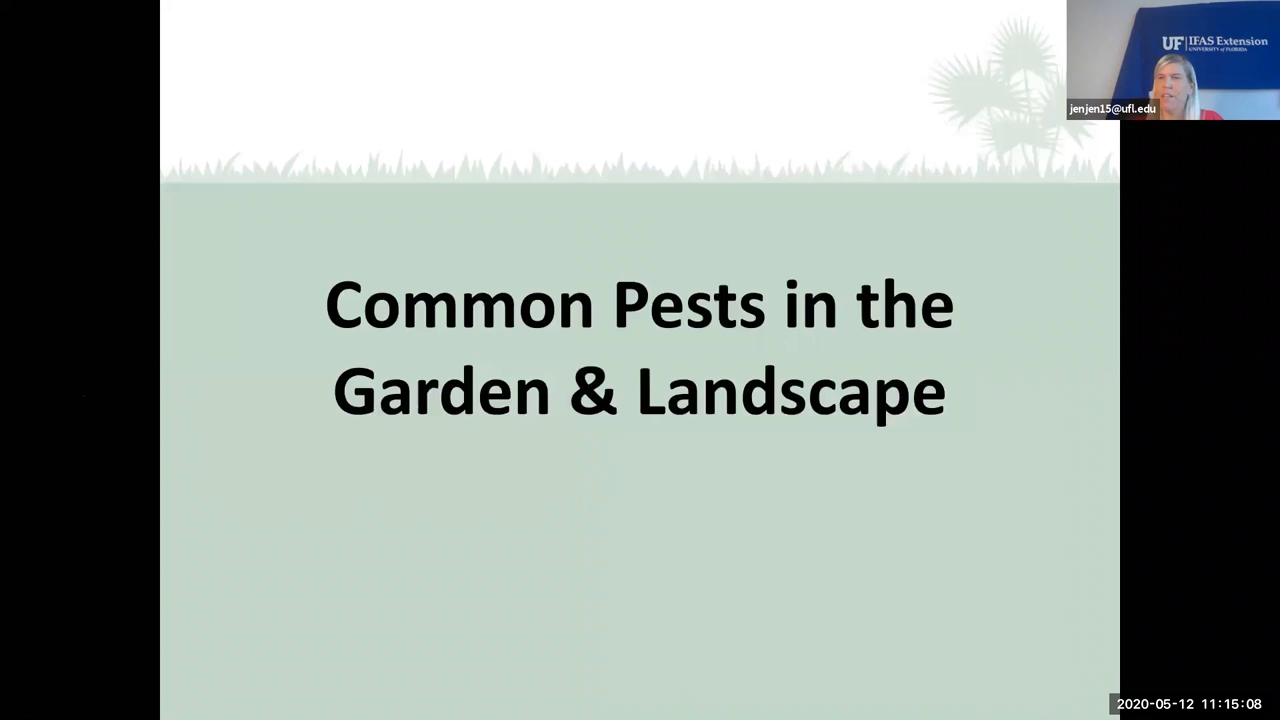 UF | IFAS Extension
UNIVERSITY of FLORIDA
jenjen15@ufl.edu
Common Pests in the
Garden & Landscape
2020-05-12 11:15:08